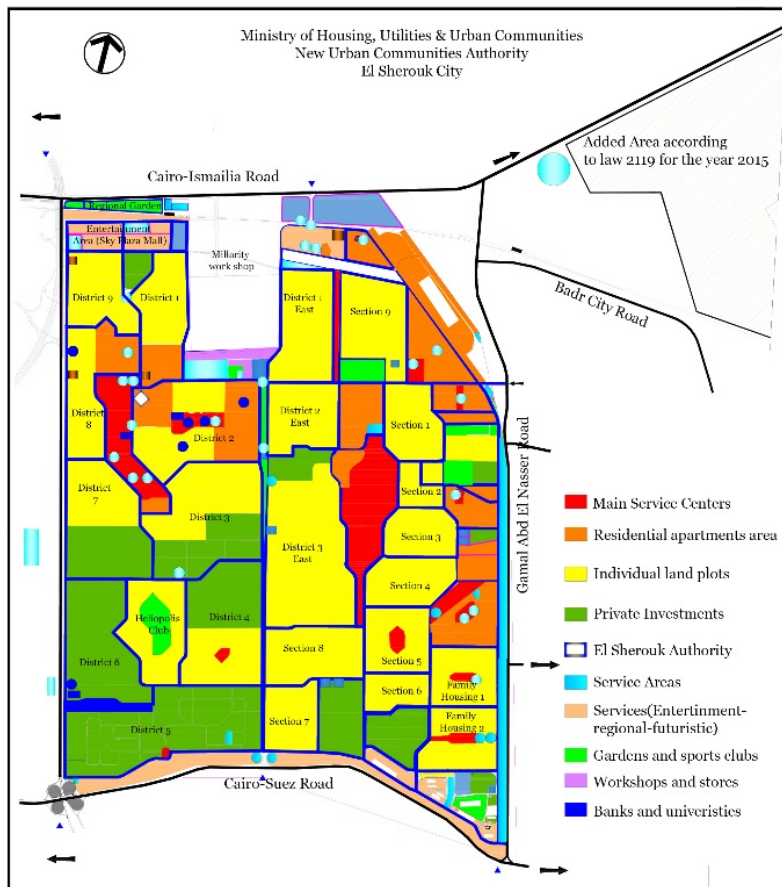 Ministry of Housing, Utilities & Urban Communities
New Urban Communities Authority
El Sherouk City
Added Area according
to law 2119 for the year 2015
Cairo-Ismailia Road
Regional Garden
Entertainment
Area (Sky Plaza Mall)
Millarity
work shop
Badr City Road
District 9
District 1
District 1
East
Section 9
District 8
District 2
District 2
East
Section 1
Gamal Abd El Nasser Road
District
7
District 3
District 3
East
Section 2
Section 3
Section 4
Heliopolis
Club
District 4
District 6
Section 8
Section 5
Section 6
Family
Housing 1
District 5
Section 7
Family
Housing 2
Cairo-Suez Road
Main Service Centers
Residential apartments area
Individual land plots
Private Investments
El Sherouk Authority
Service Areas
Services(Entertinment-
regional-futuristic)
Gardens and sports clubs
Workshops and stores
Banks and univeristies